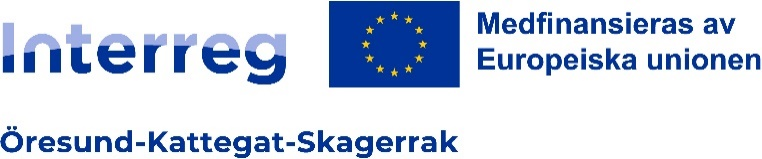 Interreg
Medfinansieras av
Europeiska unionen
Öresund-Kattegat-Skagerrak